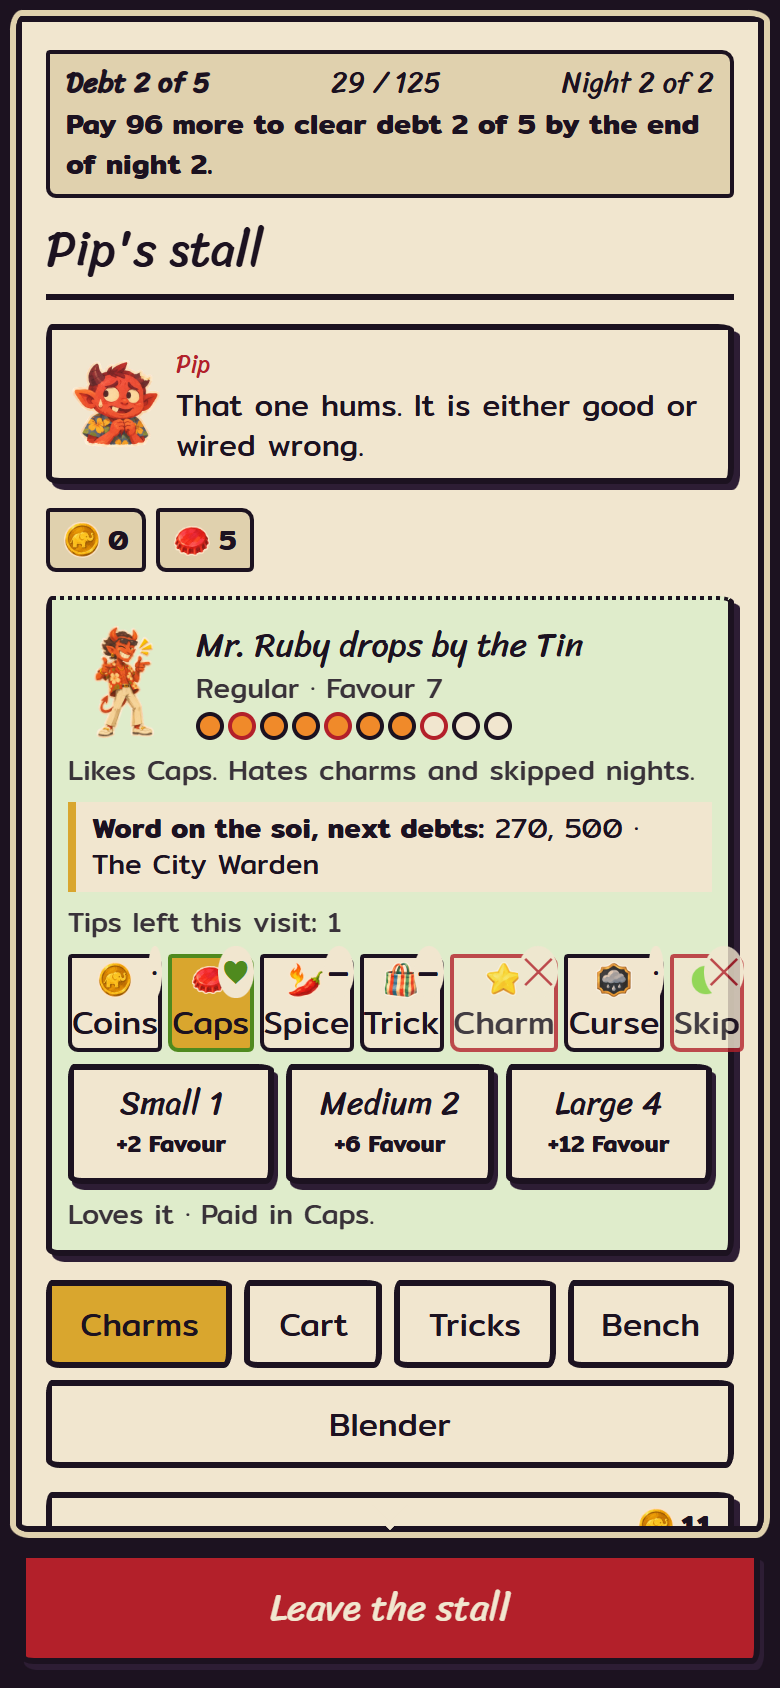 Debt 2 of 5 29 / 125 Night 2 of 2
Pay 96 more to clear debt 2 of 5 by the end
of night 2.
Pip's stall
Pip
That one hums. It is either good or
wired wrong.
0 5
Mr. Ruby drops by the Tin
Regular · Favour 7
Likes Caps. Hates charms and skipped nights.
Word on the soi, next debts: 270, 500 ·
The City Warden
Tips left this visit: 1
Coins Caps Spice Trick Charm Curse Skip
Small 1 Medium 2 Large 4
+2 Favour +6 Favour +12 Favour
Loves it · Paid in Caps.
Charms Cart Tricks Bench
Blender
11
Leave the stall